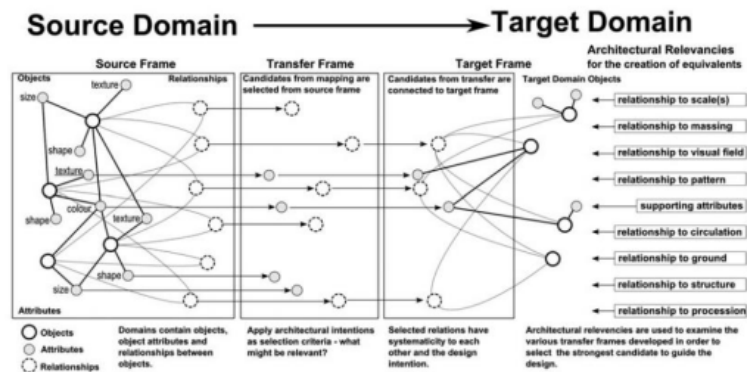 Source Domain
Target Domain
Architectural Relevancies
for the creation of equivalents
Source Frame
Transfer Frame
Target Frame
Objects
Relationships
Candidates from mapping are
selected from source frame
Candidates from transfer are
connected to target frame
Target Domain Objects
texture
size
shape
texture
colour
texture
shape
shape
size
Attributes
relationship to scale(s)
relationship to massing
relationship to visual field
relationship to pattern
supporting attributes
relationship to circulation
relationship to ground
relationship to structure
relationship to procession
Objects
Attributes
Relationships
Domains contain objects,
object attributes and
relationships between
objects.
Apply architectural intentions
as selection criteria - what
might be relevant?
Selected relations have
systematicity to each
other and the design
intention.
Architectural relevencies are used to examine the
various transfer frames developed in order to
select the strongest candidate to guide the
design.